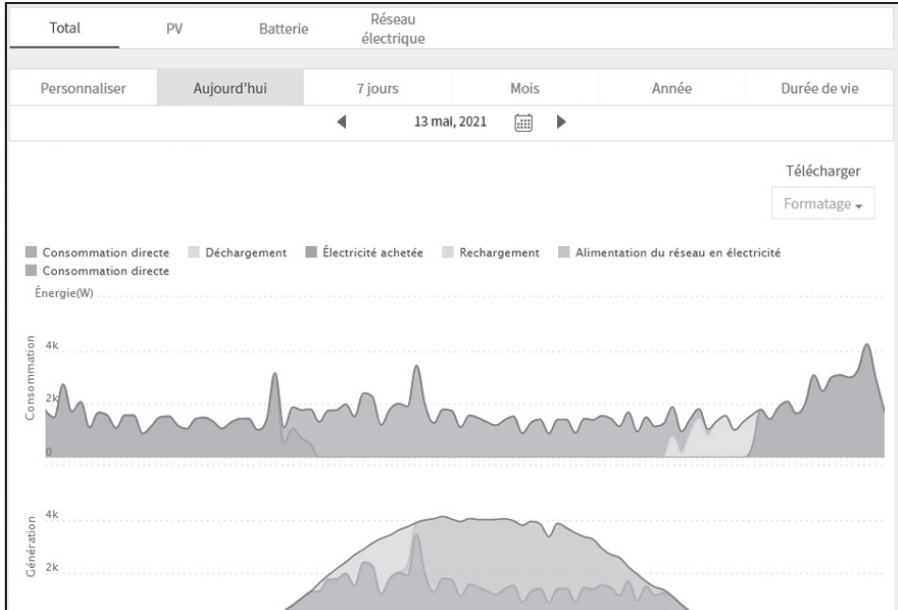 Total PV Batterie Réseau électrique
Personnaliser Aujourd'hui 7 jours Mois Année Durée de vie
13 mai, 2021
Télécharger
Formatage
Consommation directe Déchargement Électricité achetée Rechargement Alimentation du réseau en électricité
Consommation directe
Énergie(W)
Consommation
4k
2k
0
Génération
4k
2k